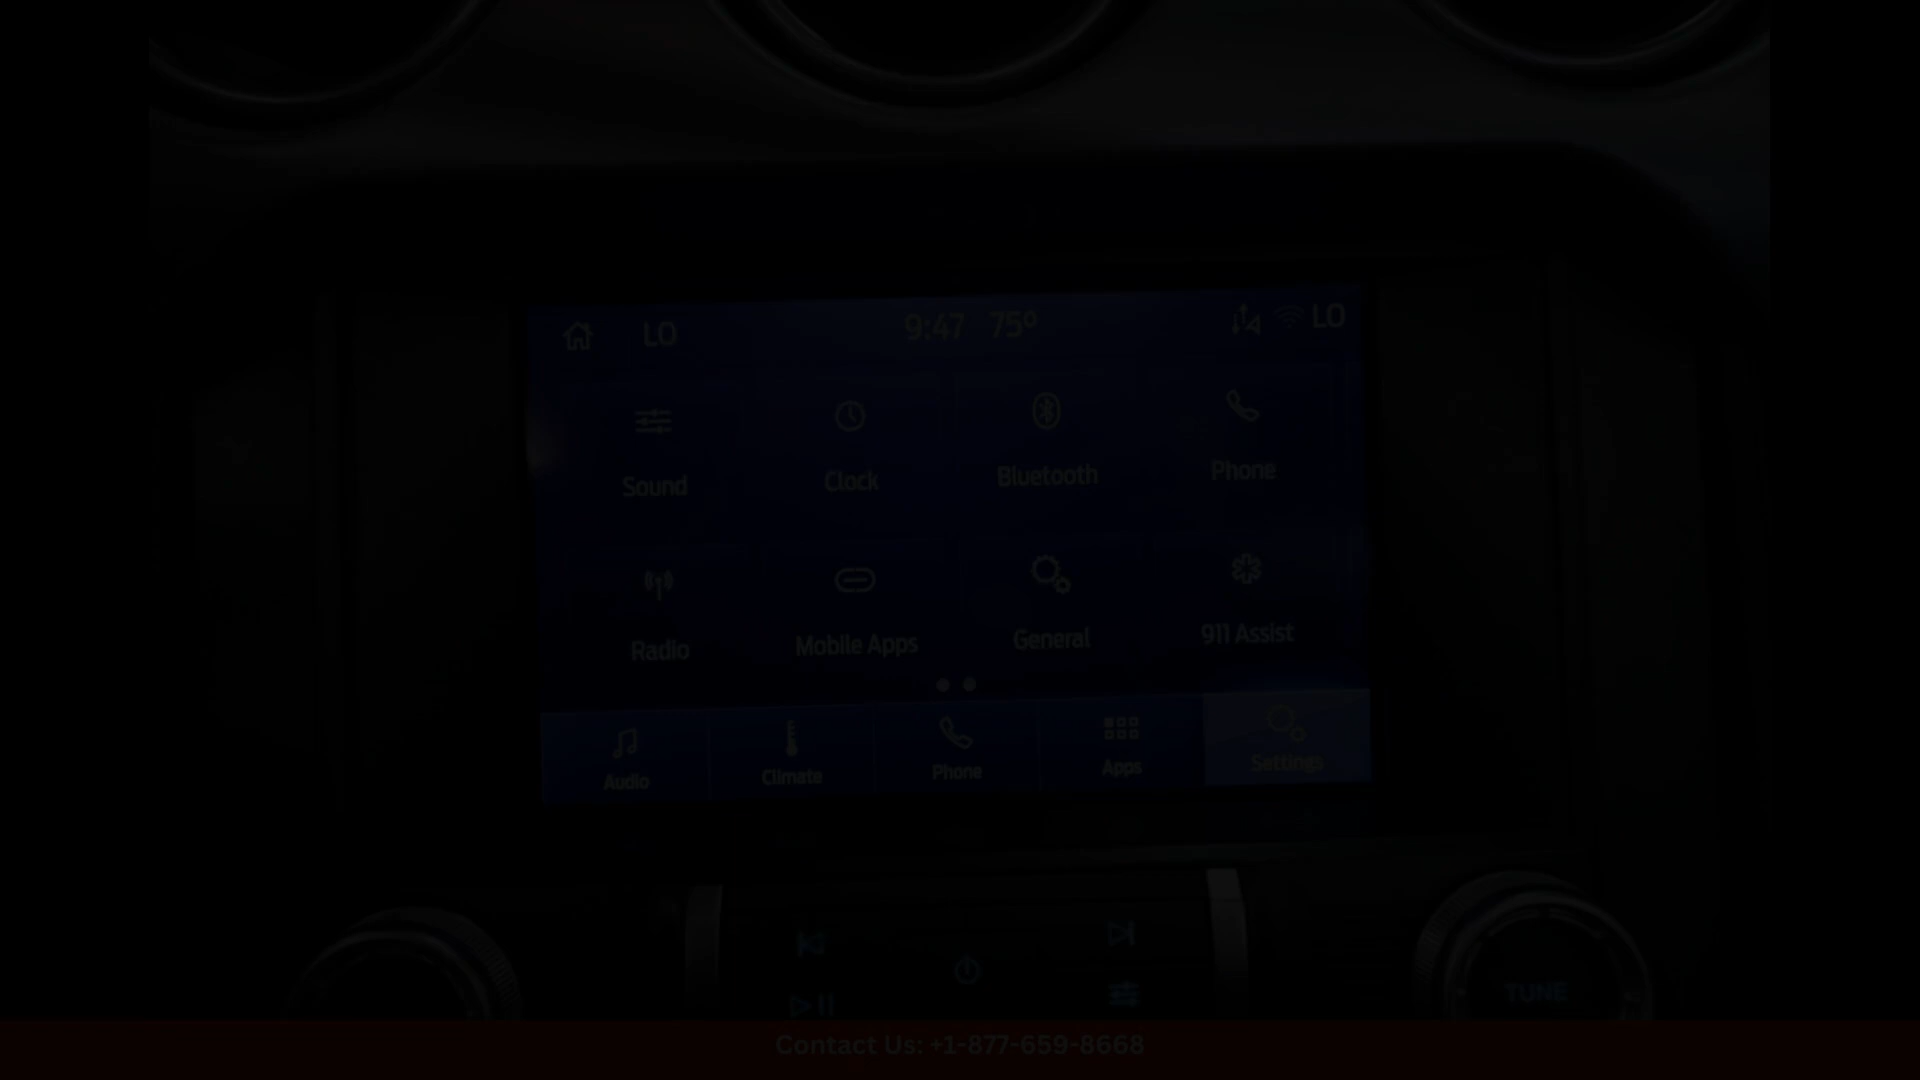 LO 9:47 75° LO
Sound Clock Bluetooth Phone
Radio Mobile Apps General 911 Assist
Audio Climate Phone Apps Settings
TUNE
Contact Us: +1-877-659-8668